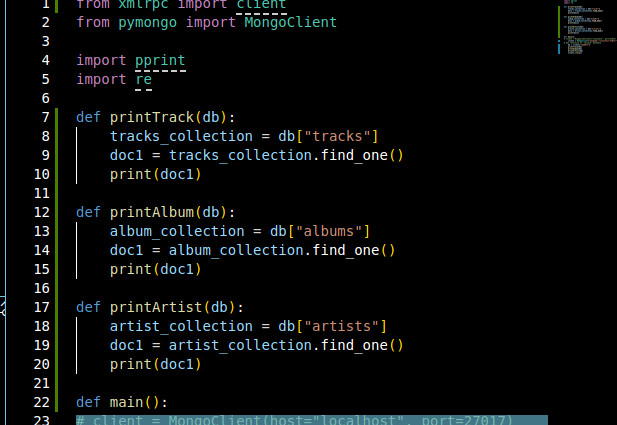 1 from xmlrpc import client
2 from pymongo import MongoClient
3
4 import pprint
5 import re
6
7 def printTrack(db):
8     tracks_collection = db["tracks"]
9     doc1 = tracks_collection.find_one()
10     print(doc1)
11
12 def printAlbum(db):
13     album_collection = db["albums"]
14     doc1 = album_collection.find_one()
15     print(doc1)
16
17 def printArtist(db):
18     artist_collection = db["artists"]
19     doc1 = artist_collection.find_one()
20     print(doc1)
21
22 def main():
23 # client = MongoClient(host="localhost", port=27017)